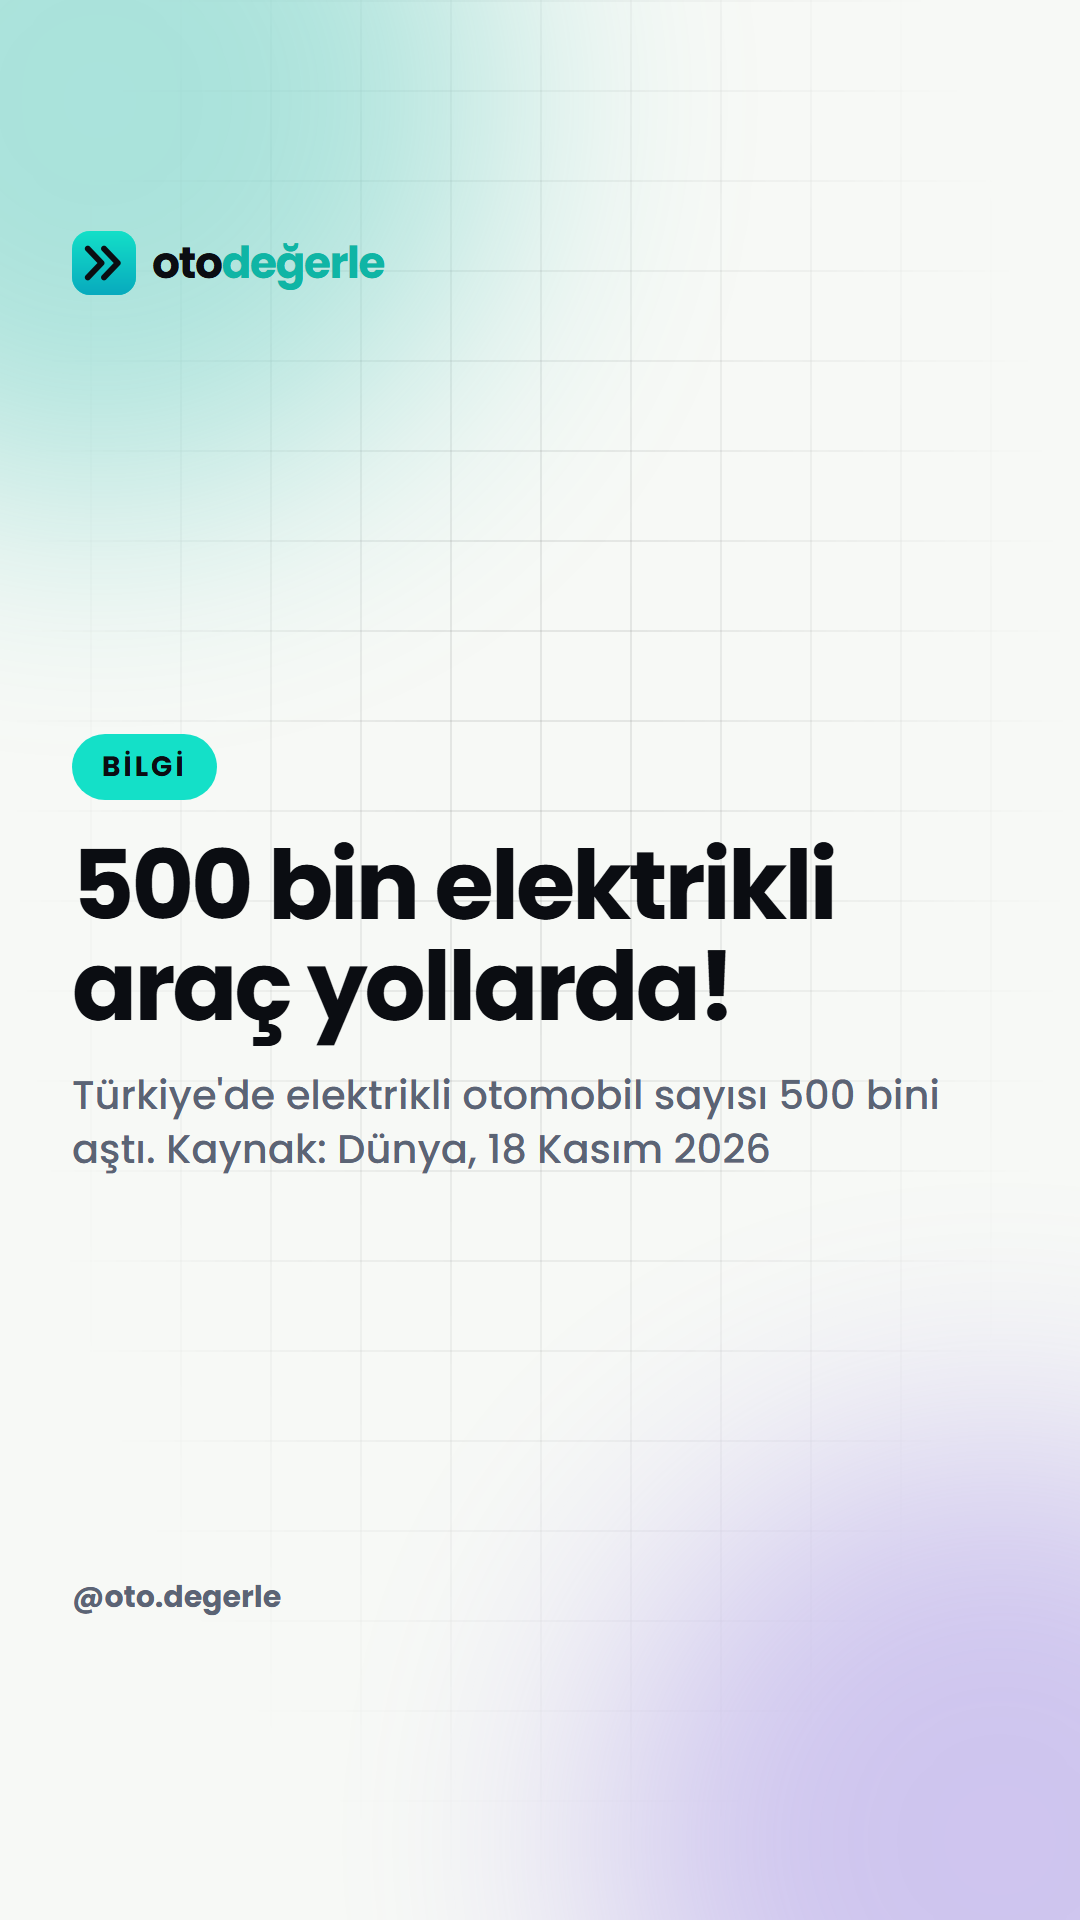 otodeğerle
BİLGİ
500 bin elektrikli
araç yollarda!
Türkiye'de elektrikli otomobil sayısı 500 bini
aştı. Kaynak: Dünya, 18 Kasım 2026
@oto.degerle